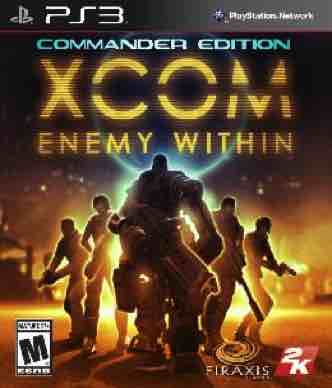 PS3
PlayStation Network
COMMANDER EDITION
XCOM
ENEMY WITHIN
MATURE 17+
M
ESRB
FIRAXIS
GAMES
2K